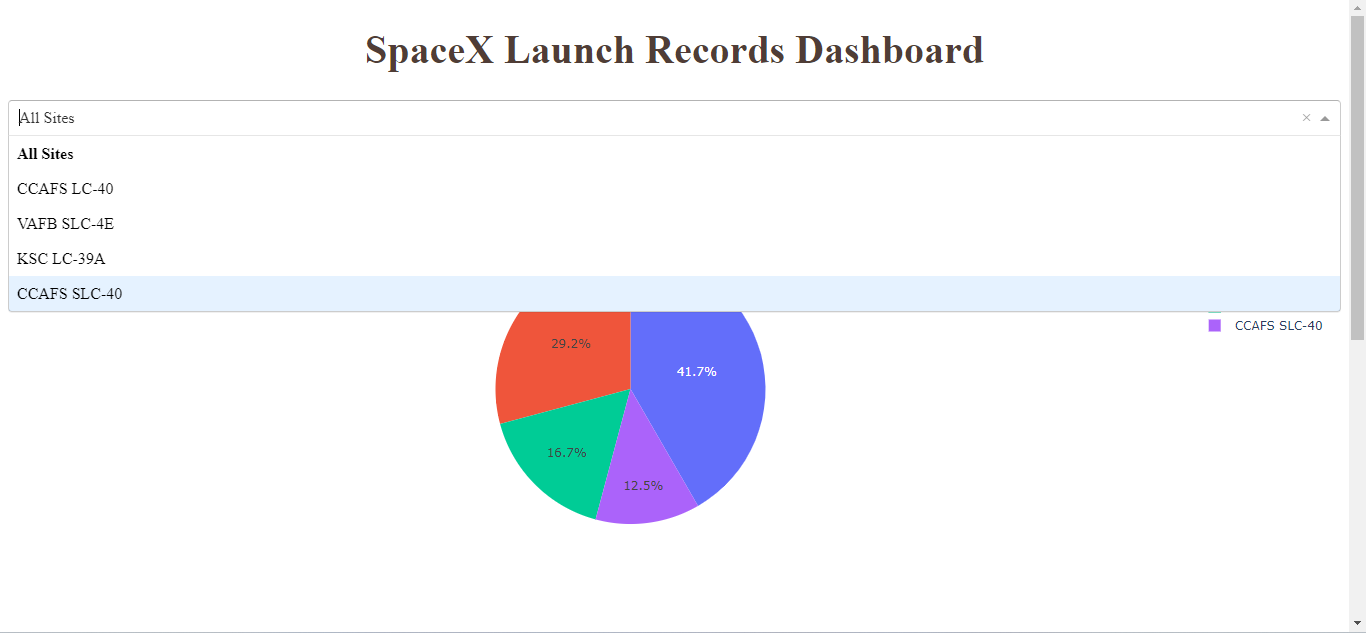 SpaceX Launch Records Dashboard
All Sites
All Sites
CCAFS LC-40
VAFB SLC-4E
KSC LC-39A
CCAFS SLC-40
CCAFS SLC-40
29.2%
41.7%
16.7%
12.5%